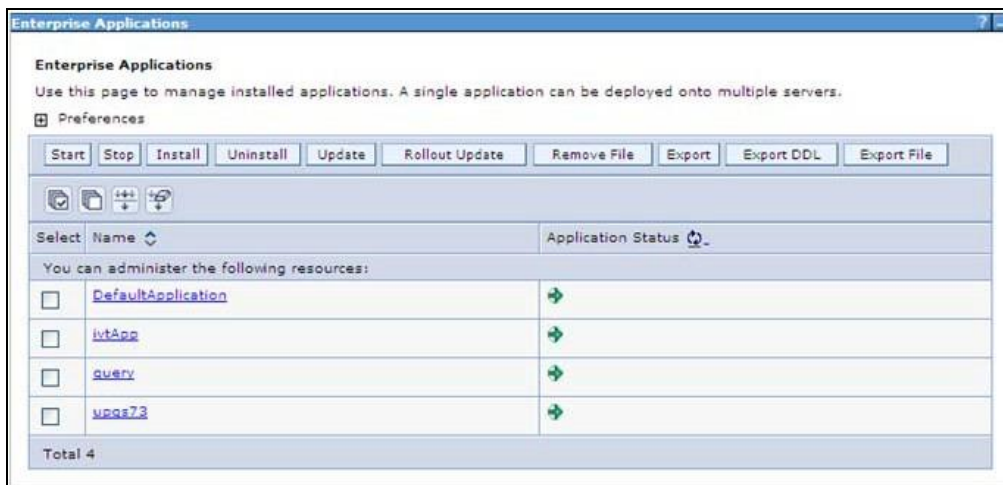 Enterprise Applications
?
Enterprise Applications
Use this page to manage installed applications. A single application can be deployed onto multiple servers.
Preferences
Start Stop Install Uninstall Update Rollout Update Remove File Export Export DDL Export File
Select Name Application Status
You can administer the following resources:
DefaultApplication
ivtApp
query
upgs73
Total 4